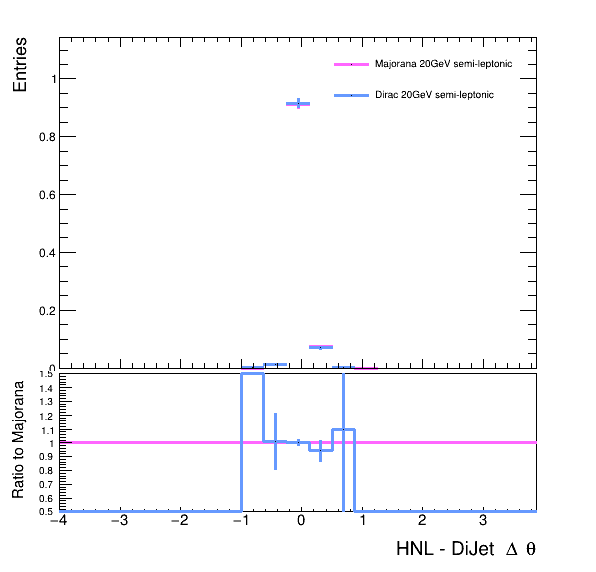 Entries
Majorana 20GeV semi-leptonic
Dirac 20GeV semi-leptonic
1
0.8
0.6
0.4
0.2
0
Ratio to Majorana
1.5
1.4
1.3
1.2
1.1
1
0.9
0.8
0.7
0.6
0.5
−4 −3 −2 −1 0 1 2 3
HNL - DiJet Δ θ